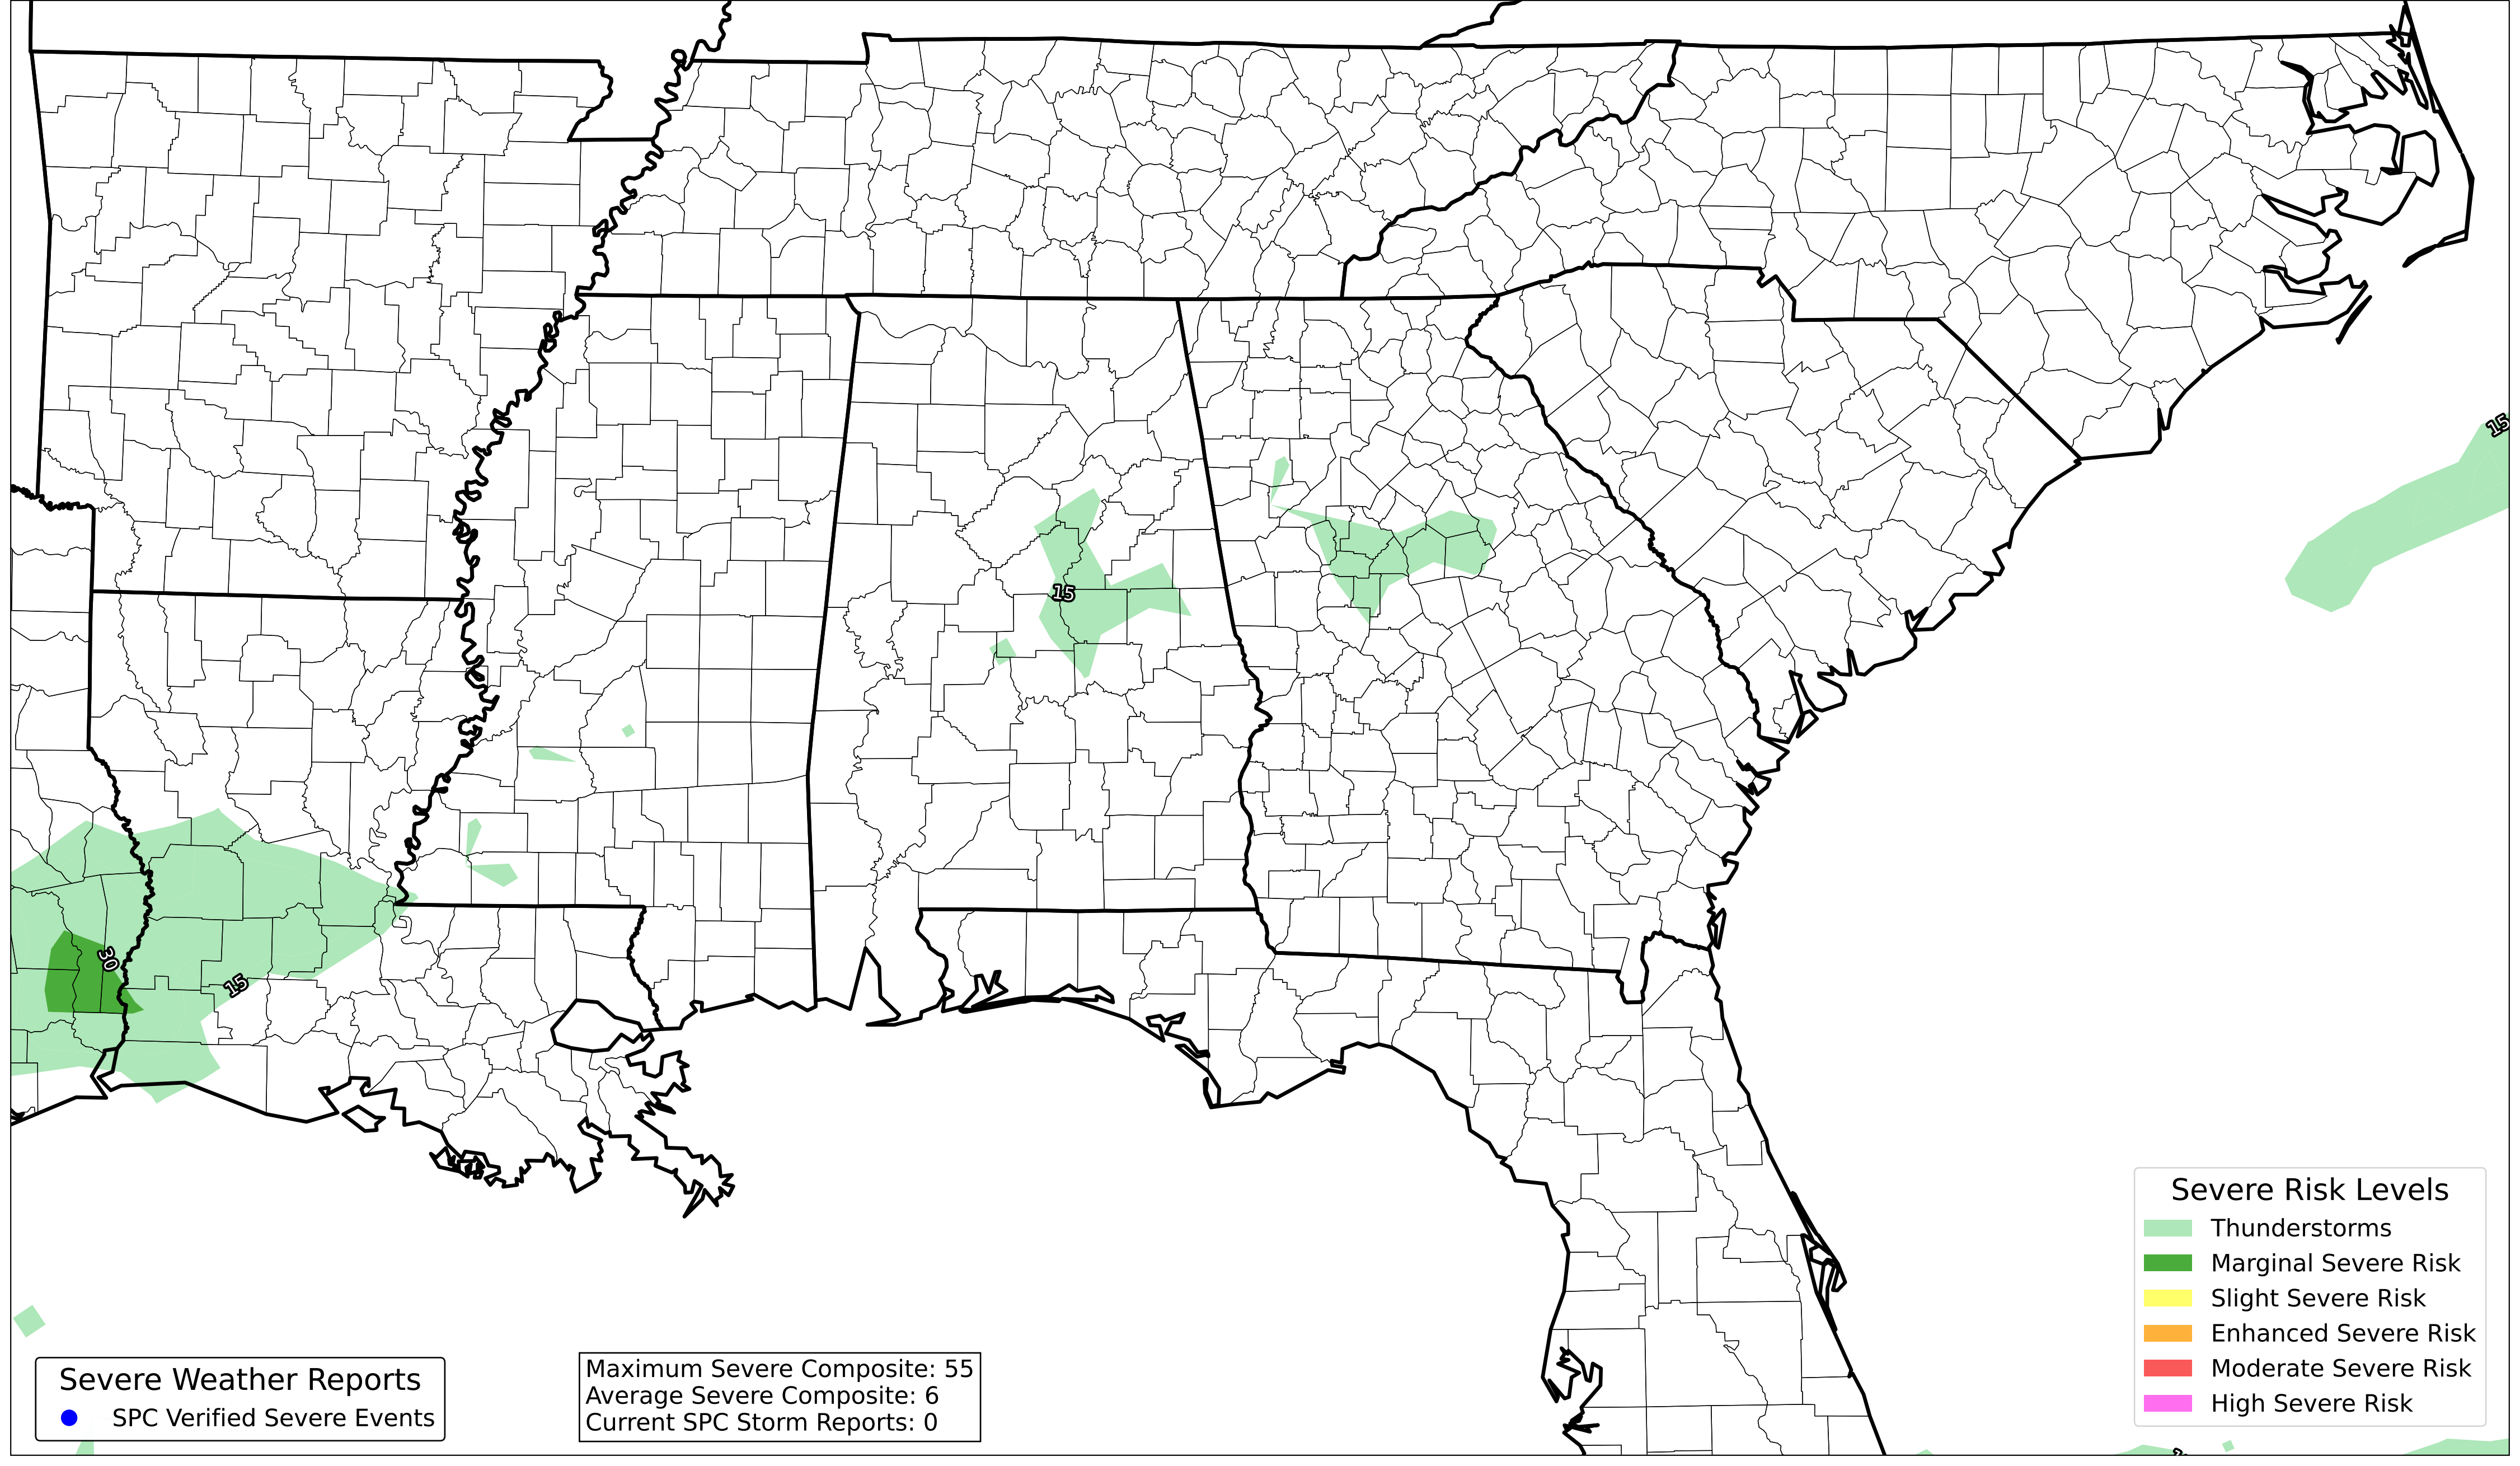 15
15
30
15
Severe Risk Levels
Thunderstorms
Marginal Severe Risk
Slight Severe Risk
Enhanced Severe Risk
Moderate Severe Risk
High Severe Risk
Severe Weather Reports
SPC Verified Severe Events
Maximum Severe Composite: 55
Average Severe Composite: 6
Current SPC Storm Reports: 0